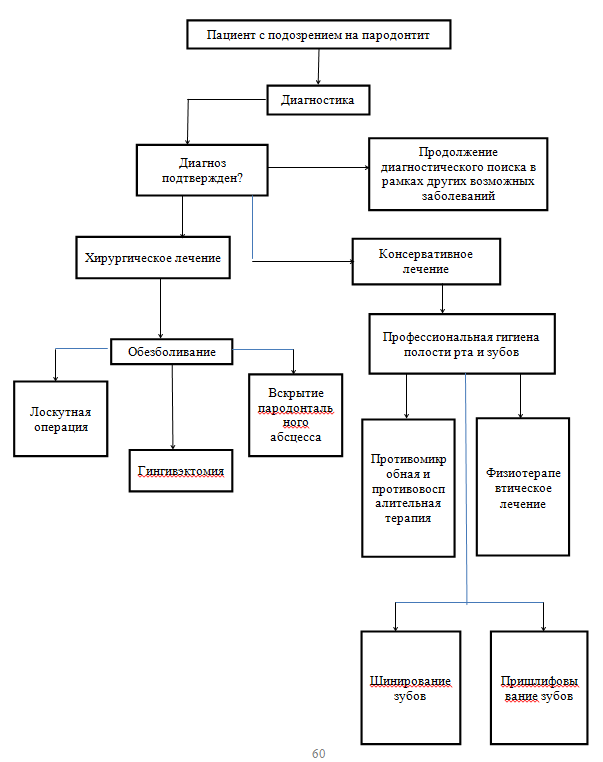 Пациент с подозрением на пародонтит
Диагностика
Диагноз
подтвержден?
Продолжение
диагностического поиска в
рамках других возможных
заболеваний
Хирургическое лечение
Консервативное
лечение
Профессиональная гигиена
полости рта и зубов
Обезболивание
Лоскутная
операция
Гингивэктомия
Вскрытие
пародонталь
ного
абсцесса
Противомикр
обная и
противовосп
алительная
терапия
Физиотерапе
втическое
лечение
Шинирование
зубов
Пришлифовы
вание зубов
60